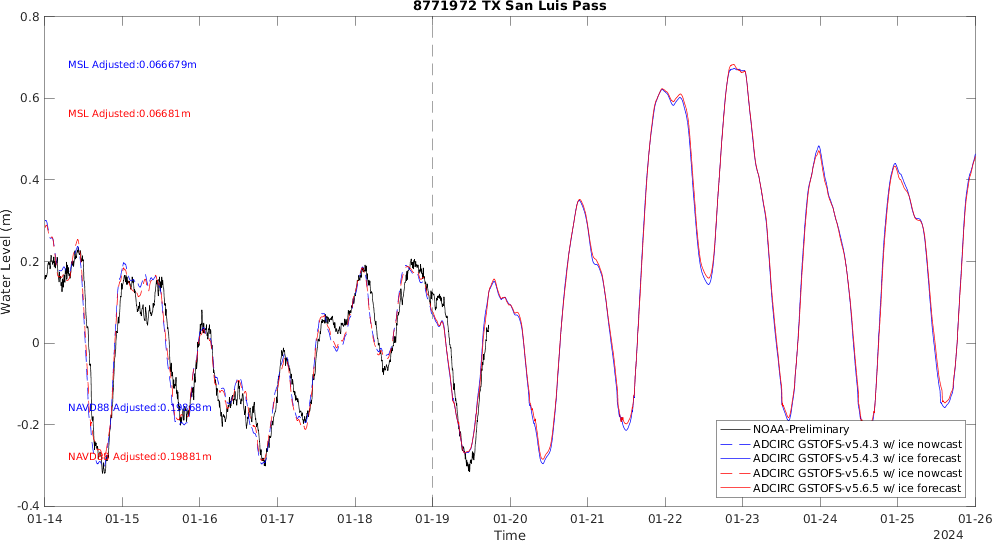 8771972 TX San Luis Pass
MSL Adjusted:0.066679m
MSL Adjusted:0.06681m
NAVD88 Adjusted:0.19868m
NAVD88 Adjusted:0.19881m
Water Level (m)
0.8
0.6
0.4
0.2
0
-0.2
-0.4
01-14 01-15 01-16 01-17 01-18 01-19 01-20 01-21 01-22 01-23 01-24 01-25 01-26
2024
Time
NOAA-Preliminary
ADCIRC GSTOFS-v5.4.3 w/ ice nowcast
ADCIRC GSTOFS-v5.4.3 w/ ice forecast
ADCIRC GSTOFS-v5.6.5 w/ ice nowcast
ADCIRC GSTOFS-v5.6.5 w/ ice forecast